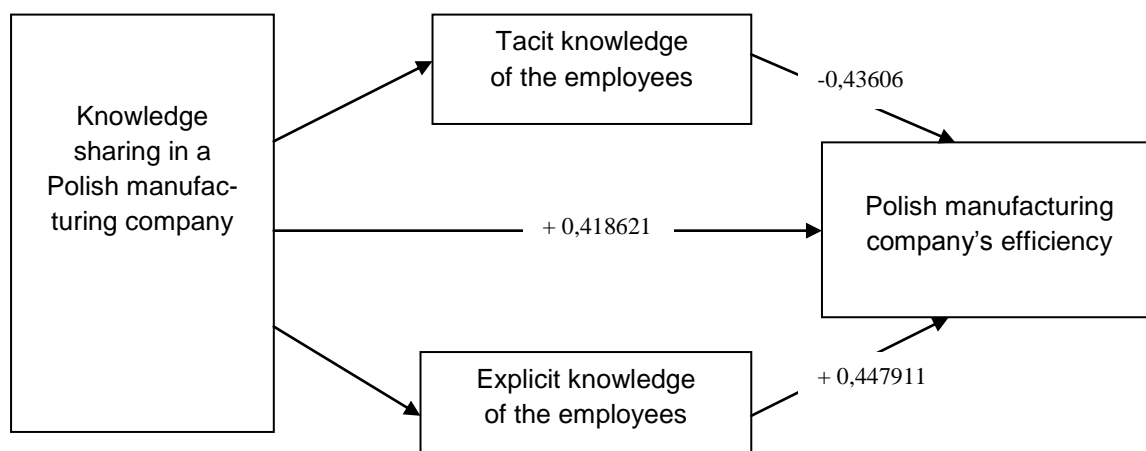 Tacit knowledge
of the employees
-0,43606
Knowledge
sharing in a
Polish manufac-
turing company
+ 0,418621
Polish manufacturing
company’s efficiency
Explicit knowledge
of the employees
+ 0,447911